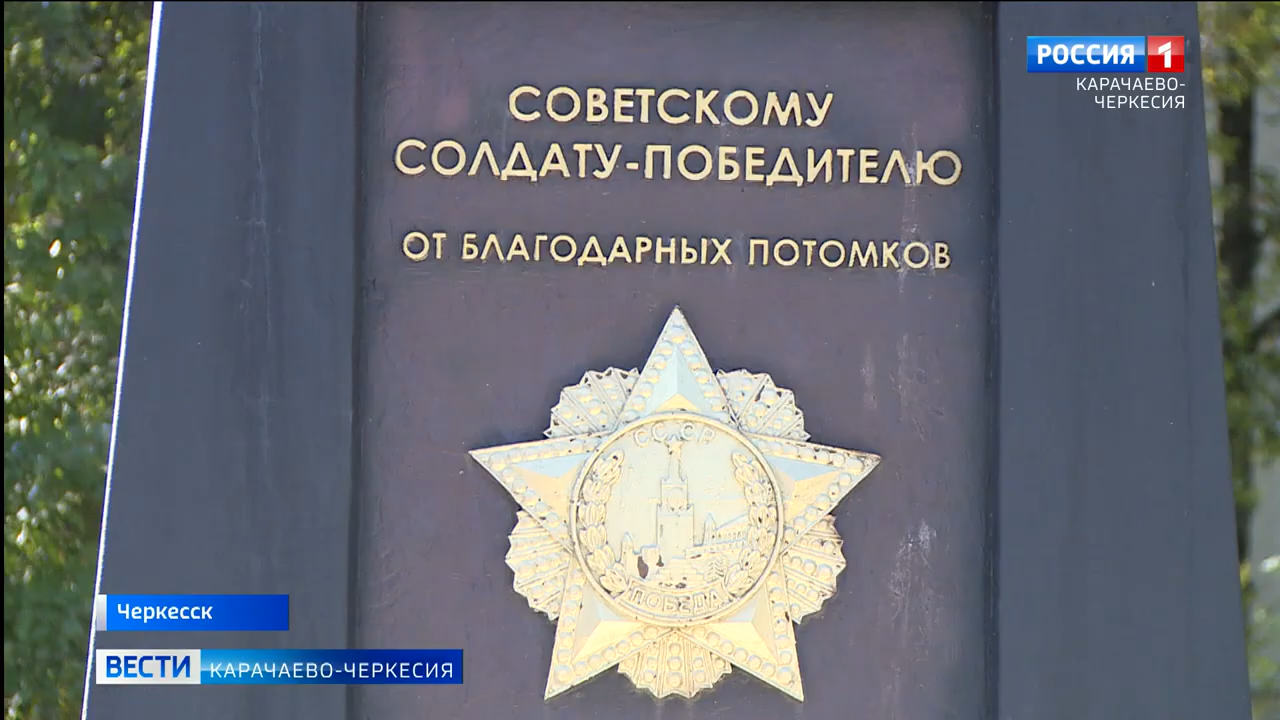 РОССИЯ 1
КАРАЧАЕВО-
ЧЕРКЕСИЯ
СОВЕТСКОМУ
СОЛДАТУ-ПОБЕДИТЕЛЮ
ОТ БЛАГОДАРНЫХ ПОТОМКОВ
СССР
ПОБЕДА
Черкесск
ВЕСТИ КАРАЧАЕВО-ЧЕРКЕСИЯ